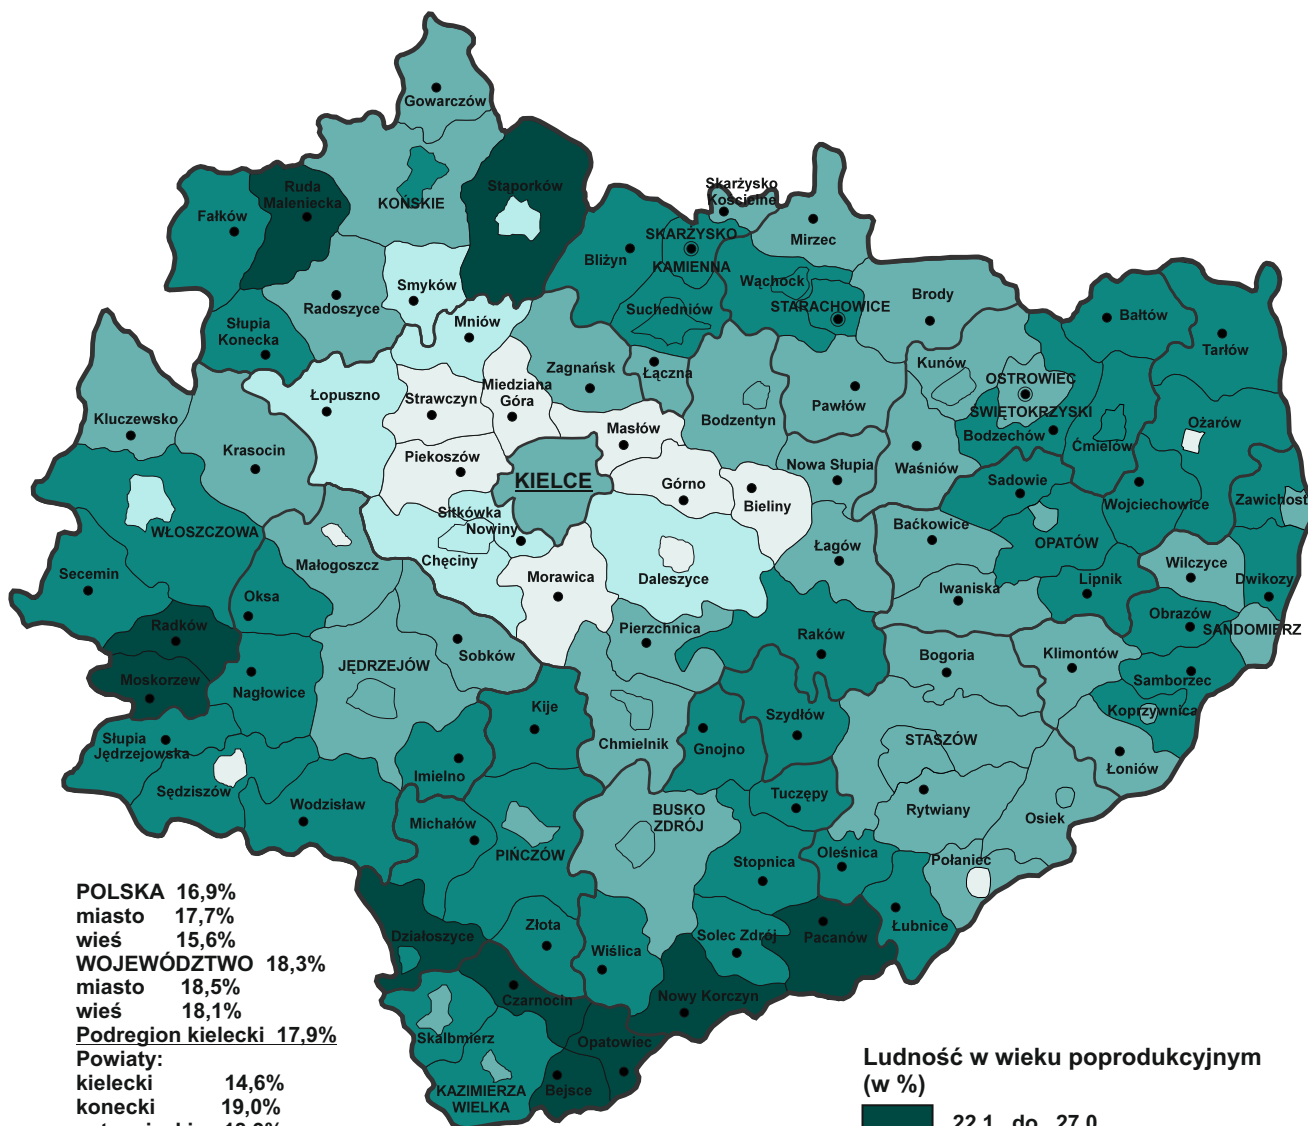 Gowarczów
Ruda
Maleniecka
Stąporków
KOŃSKIE
Fałków
Skarżysko
Kościelne
Mirzec
SKARŻYSKO
KAMIENNA
Bliżyn
Wąchock
Suchedniów
STARACHOWICE
Brody
Bałtów
Tarłów
Smyków
Radoszyce
Mniów
Słupia
Konecka
Zagnańsk
Łączna
Kunów
OSTROWIEC
ŚWIĘTOKRZYSKI
Miedziana
Góra
Łopuszno
Strawczyn
Bodzentyn
Pawłów
Kluczewsko
Masłów
Bodzechów
Ćmielów
Ożarów
Krasocin
Piekoszów
KIELCE
Górno
Nowa Słupia
Waśniów
Sadowie
Bieliny
Wojciechowice
Zawichost
Sitkówka
Nowiny
WŁOSZCZOWA
Baćkowice
OPATÓW
Chęciny
Małogoszcz
Łagów
Secemin
Morawica
Daleszyce
Wilczyce
Lipnik
Dwikozy
Oksa
Iwaniska
Obrazów
SANDOMIERZ
Radków
Pierzchnica
Raków
JĘDRZEJÓW
Sobków
Bogoria
Klimontów
Moskorzew
Nagłowice
Samborzec
Kije
Szydłów
Koprzywnica
Słupia
Jędrzejowska
Chmielnik
Gnojno
STASZÓW
Łoniów
Imielno
Sędziszów
Wodzisław
Tuczępy
Rytwiany
BUSKO
ZDRÓJ
Michałów
Osiek
PIŃCZÓW
Stopnica
Oleśnica
Połaniec
Złota
Łubnice
Działoszyce
Wiślica
Solec Zdrój
Pacanów
Czarnocin
Nowy Korczyn
Skalbmierz
Opatowiec
KAZIMIERZA
WIELKA
Bejsce
POLSKA 16,9%
miasto 17,7%
wieś 15,6%
WOJEWÓDZTWO 18,3%
miasto 18,5%
wieś 18,1%
Podregion kielecki 17,9%
Powiaty:
kielecki 14,6%
konecki 19,0%
Ludność w wieku poprodukcyjnym
(w %)
22,1 do 27,0